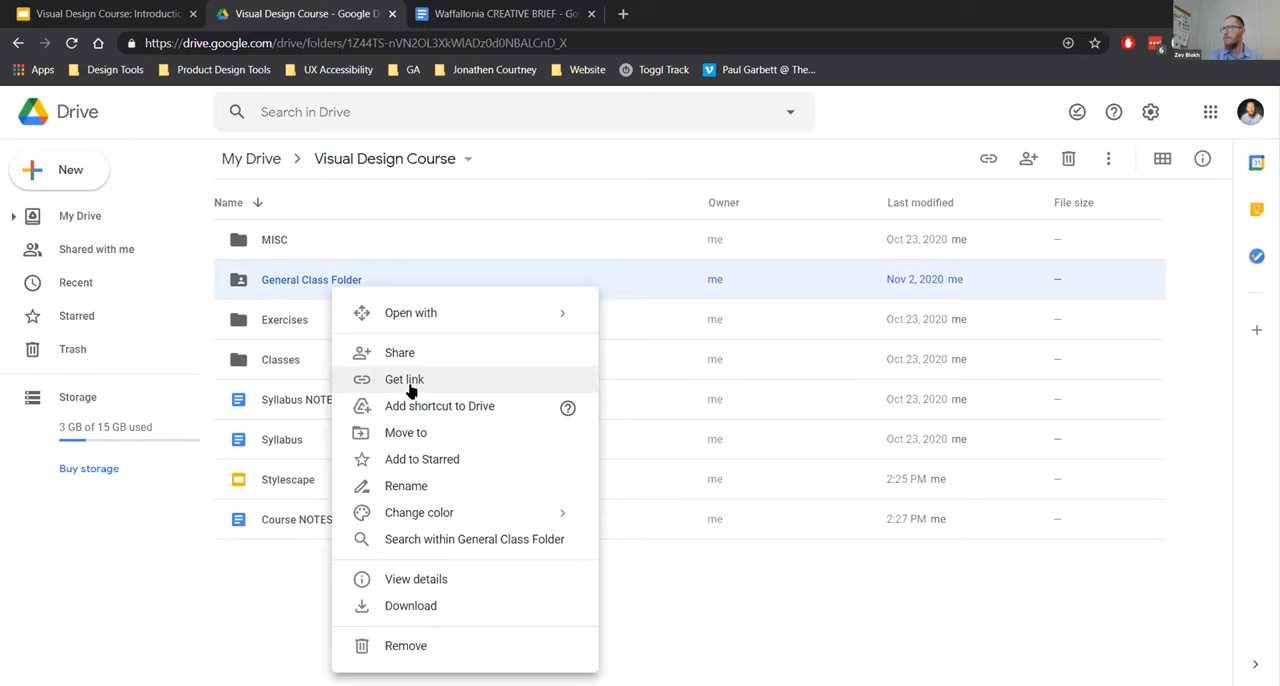 Visual Design Course: Introductic
Visual Design Course - Google D
Waffallonia CREATIVE BRIEF - Go
https://drive.google.com/drive/folders/1Z44TS-nVN2OL3XkWlADz0d0NBALCnD_X
6
Zev Blokh
Apps
Design Tools
Product Design Tools
UX Accessibility
GA
Jonathen Courtney
Website
Toggl Track
Paul Garbett @ The...
Drive
Search in Drive
New
My Drive
Shared with me
Recent
Starred
Trash
Storage
3 GB of 15 GB used
Buy storage
My Drive > Visual Design Course
Name Owner Last modified File size
MISC me Oct 23, 2020 me –
General Class Folder me Nov 2, 2020 me –
Exercises me Oct 23, 2020 me –
Classes me Oct 23, 2020 me –
Syllabus NOTE me Oct 23, 2020 me –
Syllabus me Oct 23, 2020 me –
Stylescape me 2:25 PM me –
Course NOTES me 2:27 PM me –
Open with
Share
Get link
Add shortcut to Drive
Move to
Add to Starred
Rename
Change color
Search within General Class Folder
View details
Download
Remove
31